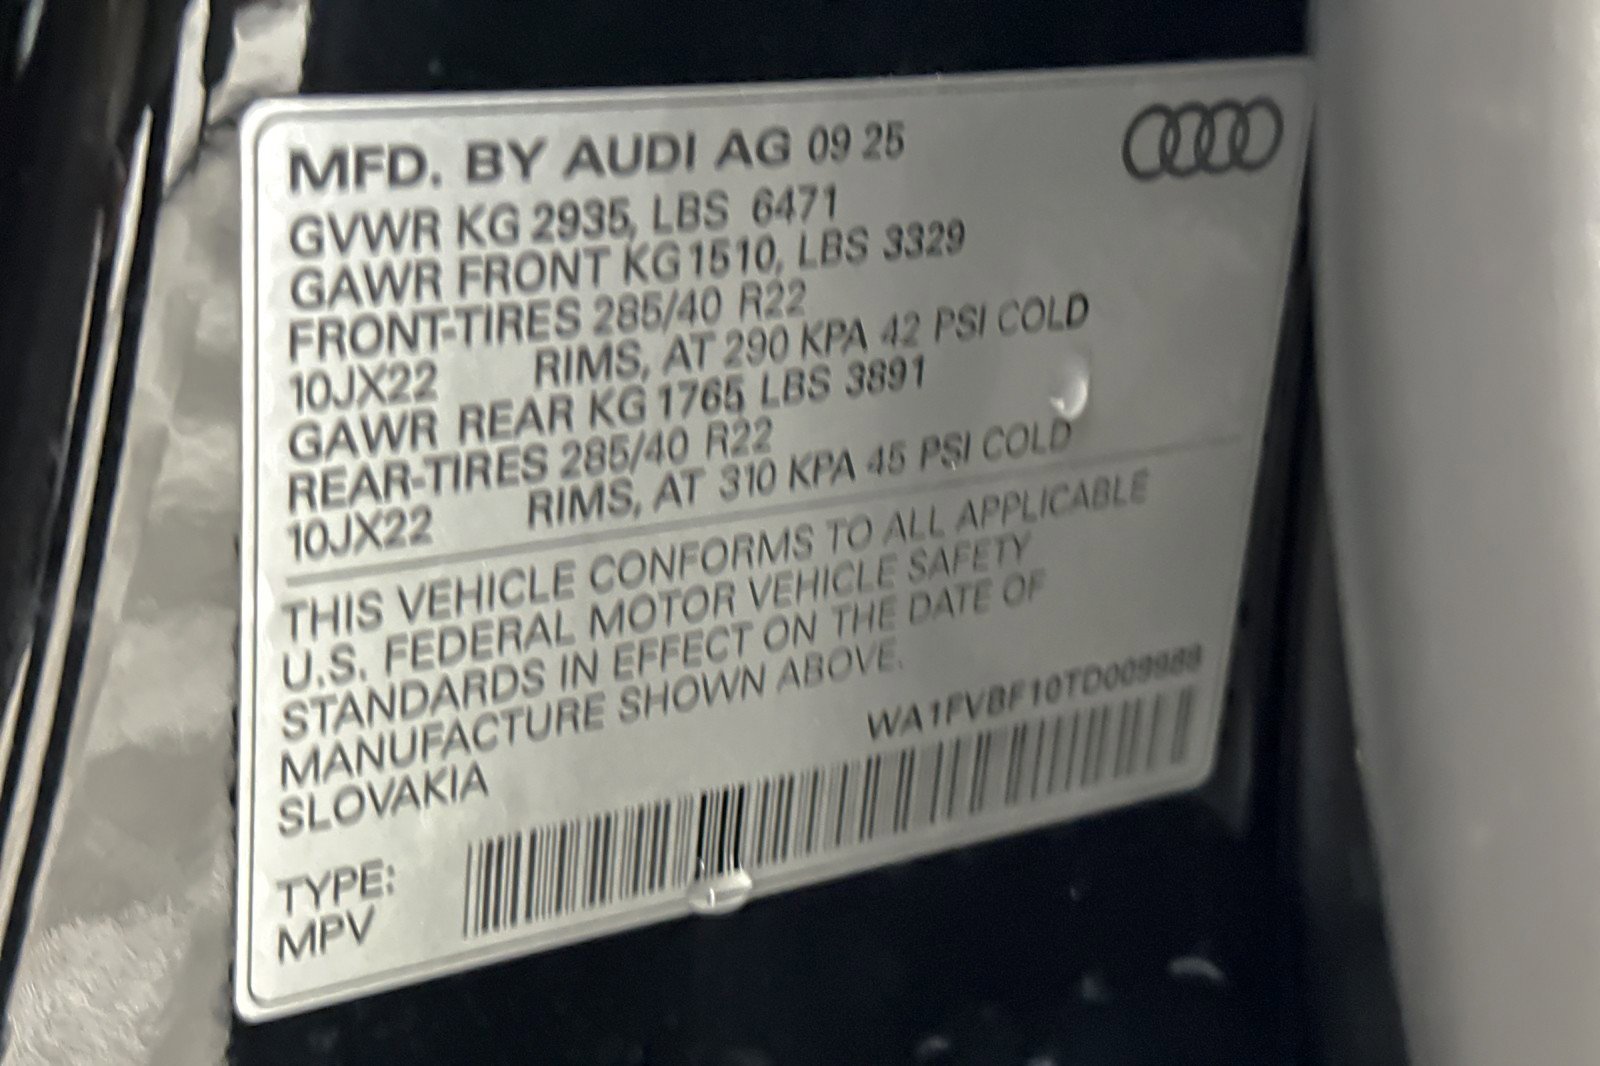 MFD. BY AUDI AG 09 25
GVWR KG 2935, LBS 6471
GAWR FRONT KG 1510, LBS 3329
FRONT-TIRES 285/40 R22
10JX22 RIMS, AT 290 KPA 42 PSI COLD
GAWR REAR KG 1765, LBS 3891
REAR-TIRES 285/40 R22
10JX22 RIMS, AT 310 KPA 45 PSI COLD
THIS VEHICLE CONFORMS TO ALL APPLICABLE
U.S. FEDERAL MOTOR VEHICLE SAFETY
STANDARDS IN EFFECT ON THE DATE OF
MANUFACTURE SHOWN ABOVE.
SLOVAKIA
TYPE:
MPV